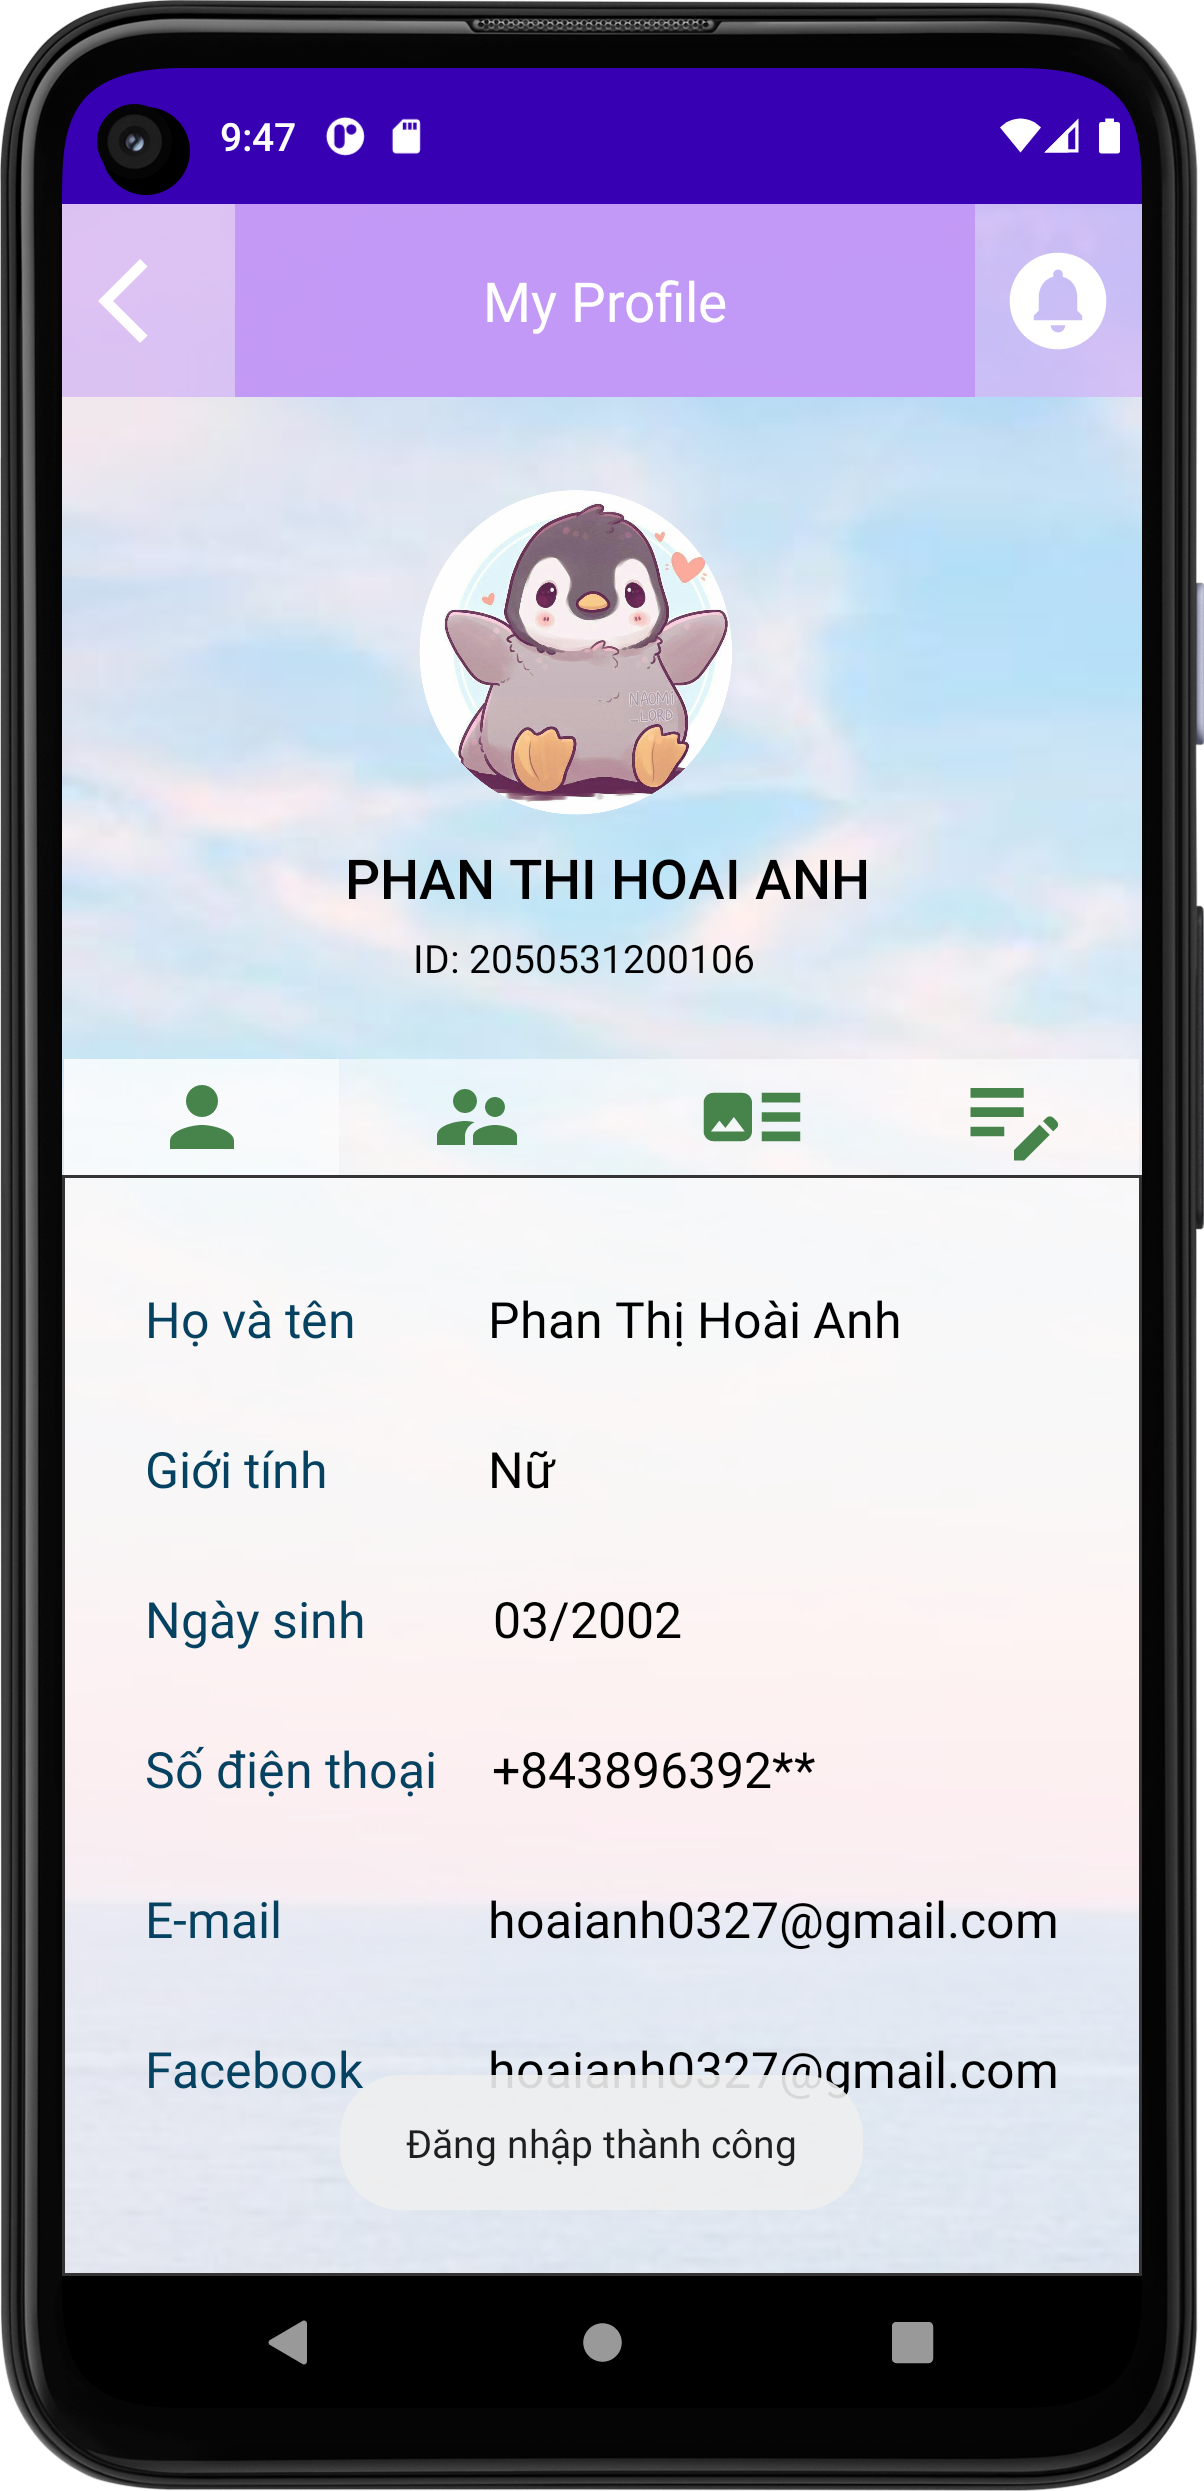 9:47
My Profile
NAOMI
_LORD
PHAN THI HOAI ANH
ID: 2050531200106
Họ và tên Phan Thị Hoài Anh
Giới tính Nữ
Ngày sinh 03/2002
Số điện thoại +843896392**
E-mail hoaianh0327@gmail.com
Facebook hoaianh0327@gmail.com
Đăng nhập thành công